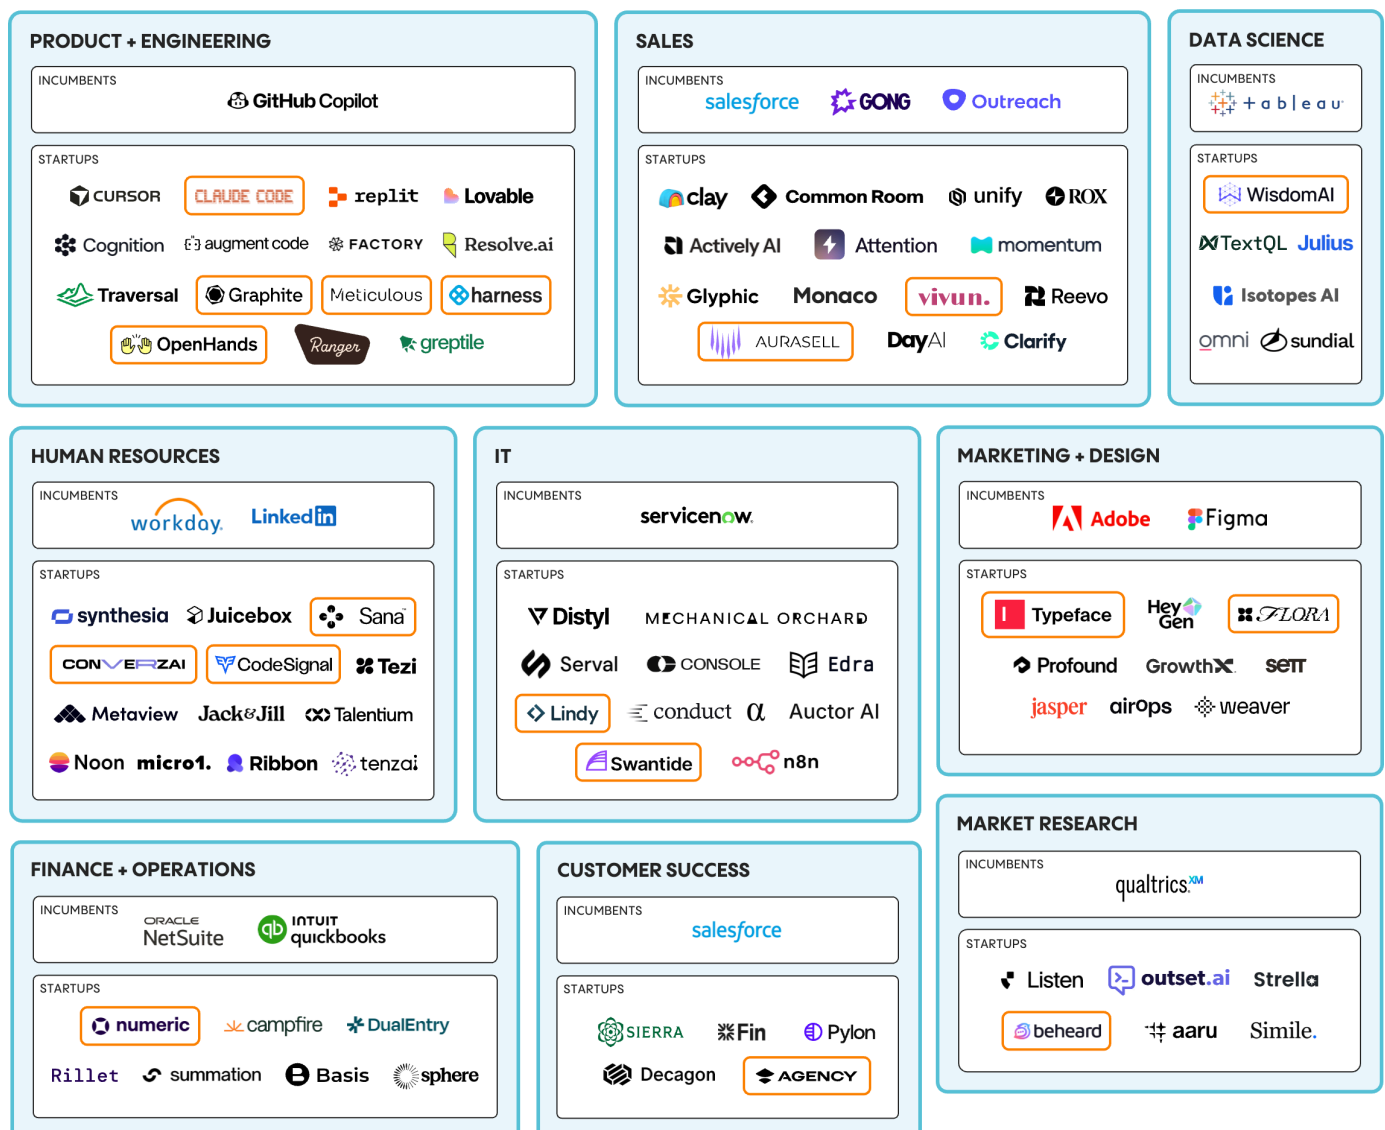 PRODUCT + ENGINEERING
INCUMBENTS
GitHub Copilot
STARTUPS
CURSOR CLAUDE CODE replit Lovable
Cognition augment code FACTORY Resolve.ai
Traversal Graphite Meticulous harness
OpenHands Ranger greptile
SALES
INCUMBENTS
salesforce GONG Outreach
STARTUPS
clay Common Room unify ROX
Actively AI Attention momentum
Glyphic Monaco vivun. Reevo
AURASELL DayAI Clarify
DATA SCIENCE
INCUMBENTS
+ableau
STARTUPS
WisdomAI
TextQL Julius
Isotopes AI
omni sundial
HUMAN RESOURCES
INCUMBENTS
workday. LinkedIn
STARTUPS
synthesia Juicebox Sana
CONVERZAI CodeSignal Tezi
Metaview Jack&Jill Talentium
Noon micro1. Ribbon tenzai
IT
INCUMBENTS
servicenow.
STARTUPS
Distyl MECHANICAL ORCHARD
Serval CONSOLE Edra
Lindy conduct α Auctor AI
Swantide n8n
MARKETING + DESIGN
INCUMBENTS
Adobe Figma
STARTUPS
Typeface HeyGen FLORA
Profound GrowthX. SETT
jasper airOps weaver
MARKET RESEARCH
INCUMBENTS
qualtrics.XM
STARTUPS
Listen outset.ai Strella
beheard aaru Simile.
FINANCE + OPERATIONS
INCUMBENTS
ORACLE
NetSuite
qb INTUIT
quickbooks
STARTUPS
numeric campfire DualEntry
Rillet summation Basis sphere
CUSTOMER SUCCESS
INCUMBENTS
salesforce
STARTUPS
SIERRA Fin Pylon
Decagon AGENCY